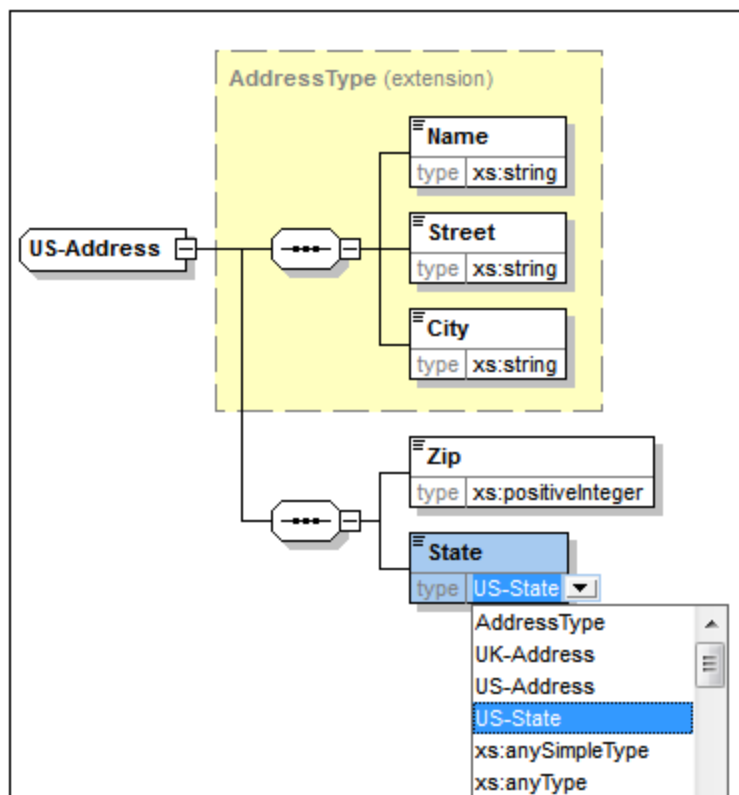 AddressType (extension)
Name
type xs:string
US-Address
Street
type xs:string
City
type xs:string
Zip
type xs:positiveInteger
State
type US-State
AddressType
UK-Address
US-Address
US-State
xs:anySimpleType
xs:anyType